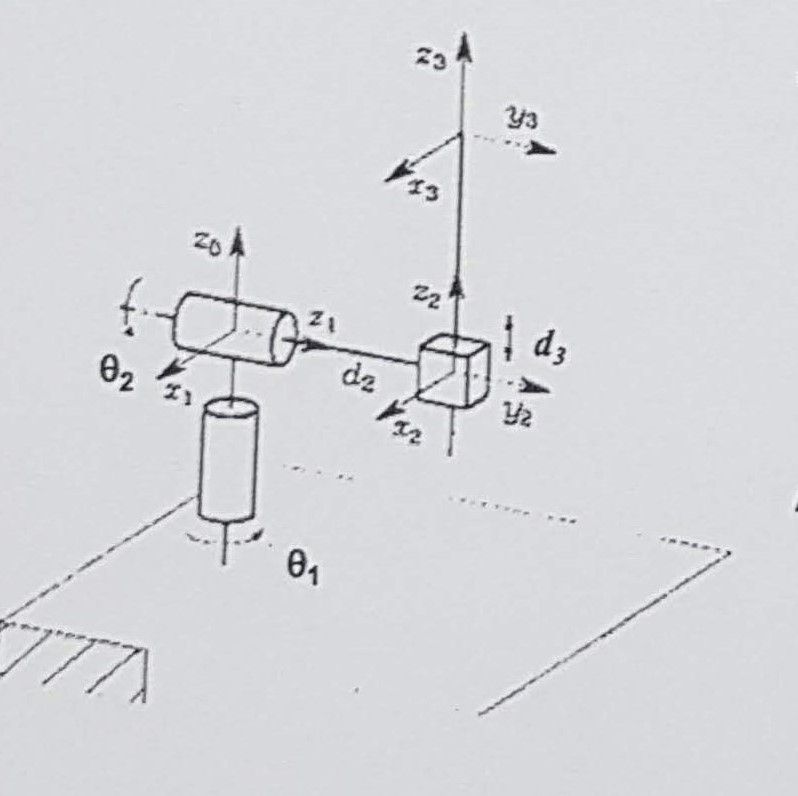 z₃
y₃
x₃
z₀
z₂
z₁
d₃
θ₂
x₁
d₂
y₂
x₂
θ₁